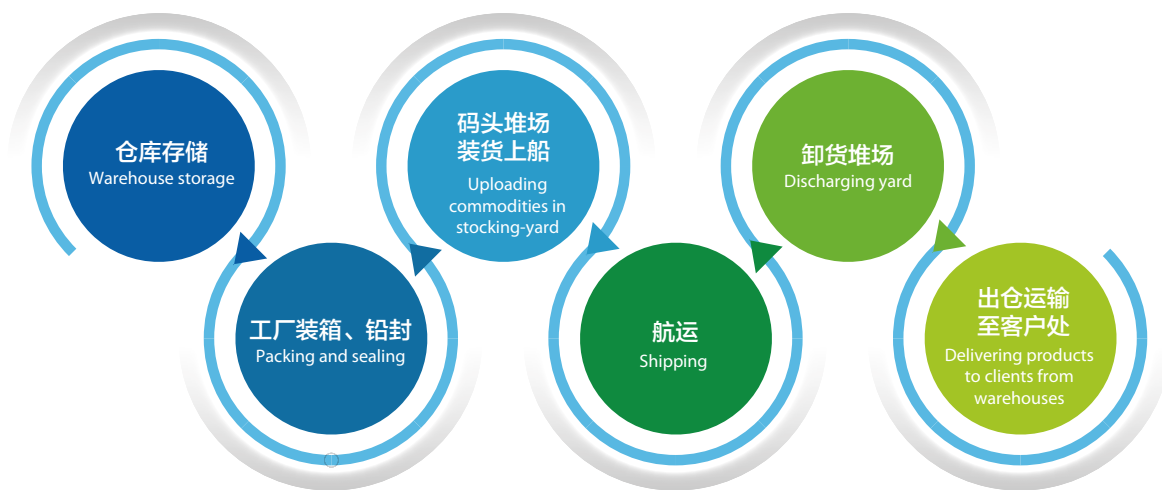 仓库存储
Warehouse storage
工厂装箱、铅封
Packing and sealing
码头堆场
装货上船
Uploading
commodities in
stocking-yard
航运
Shipping
卸货堆场
Discharging yard
出仓运输
至客户处
Delivering products
to clients from
warehouses